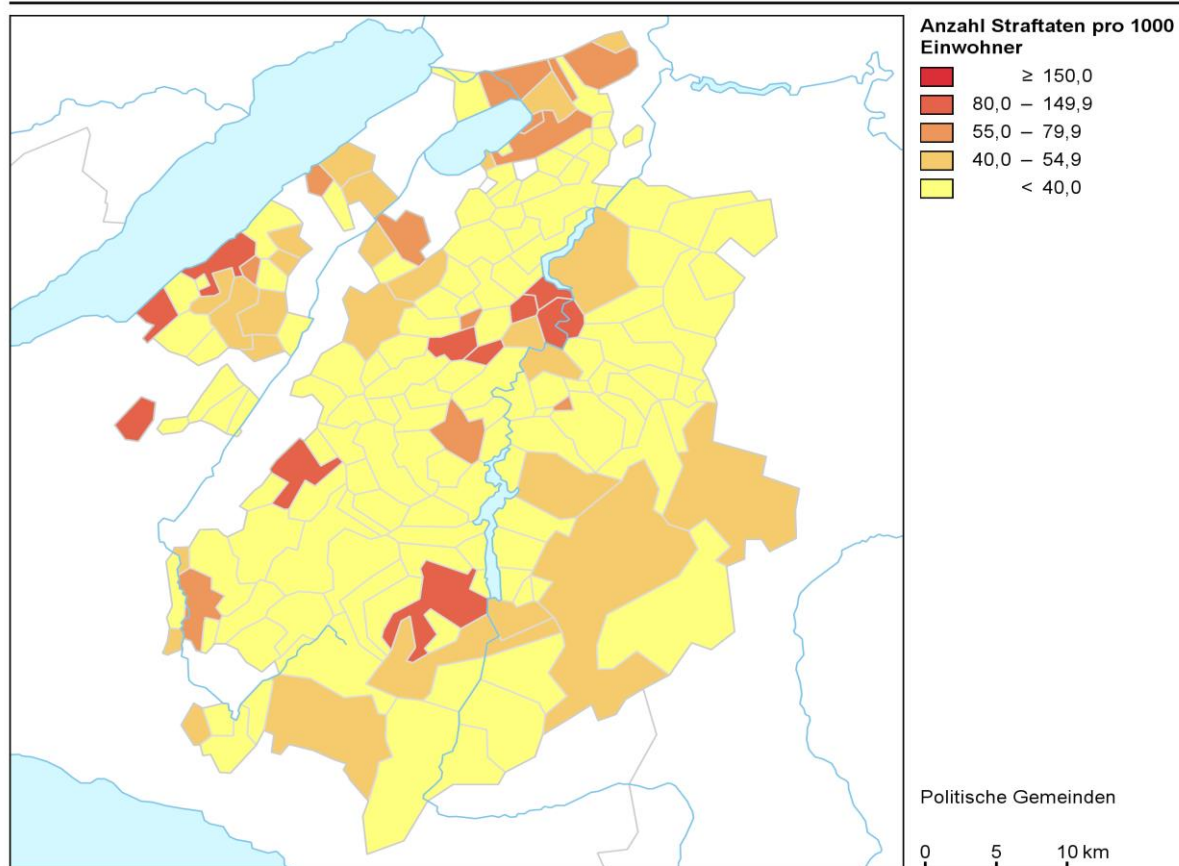 Anzahl Straftaten pro 1000
Einwohner
≥ 150,0
80,0 – 149,9
55,0 – 79,9
40,0 – 54,9
< 40,0
Politische Gemeinden
0 5 10 km